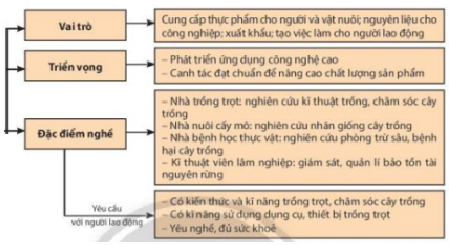 Vai trò
Cung cấp thực phẩm cho người và vật nuôi; nguyên liệu cho
công nghiệp; xuất khẩu; tạo việc làm cho người lao động
Triển vọng
– Phát triển ứng dụng công nghệ cao
– Canh tác đạt chuẩn để nâng cao chất lượng sản phẩm
Đặc điểm nghề
– Nhà trồng trọt: nghiên cứu kĩ thuật trồng, chăm sóc cây
trồng
– Nhà nuôi cấy mô: nghiên cứu nhân giống cây trồng
– Nhà bệnh học thực vật: nghiên cứu phòng trừ sâu, bệnh
hại cây trồng
– Kĩ thuật viên lâm nghiệp: giám sát, quản lí bảo tồn tài
nguyên rừng
Yêu cầu
với người lao động
– Có kiến thức và kĩ năng trồng trọt, chăm sóc cây trồng
– Có kĩ năng sử dụng dụng cụ, thiết bị trồng trọt
– Yêu nghề, đủ sức khoẻ